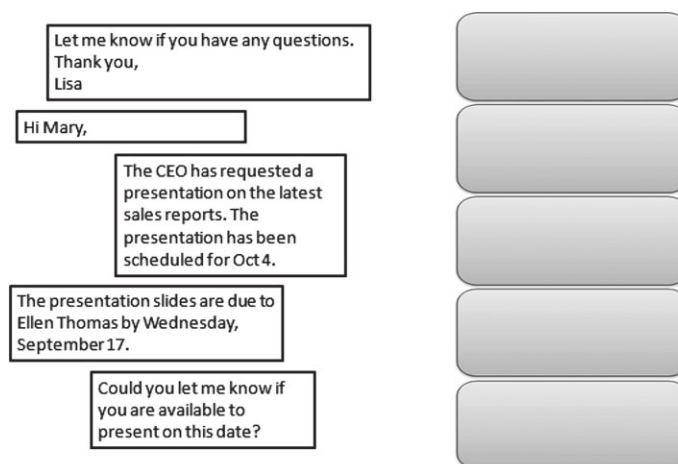 Let me know if you have any questions.
Thank you,
Lisa
Hi Mary,
The CEO has requested a
presentation on the latest
sales reports. The
presentation has been
scheduled for Oct 4.
The presentation slides are due to
Ellen Thomas by Wednesday,
September 17.
Could you let me know if
you are available to
present on this date?